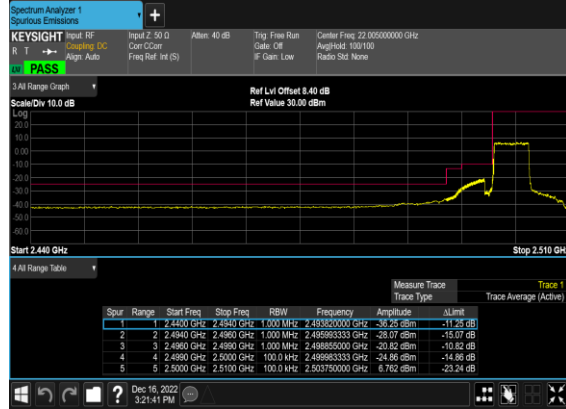 Spectrum Analyzer 1
Spurious Emissions
KEYSIGHT Input: RF Input Z: 50 Ω Atten: 40 dB Trig: Free Run Center Freq: 22.005000000 GHz
R T Coupling: DC Corr CCorr Gate: Off Avg|Hold: 100/100
Align: Auto Freq Ref: Int (S) IF Gain: Low Radio Std: None
LNI PASS
3 All Range Graph Ref Lvl Offset 8.40 dB
Scale/Div 10.0 dB Ref Value 30.00 dBm
Log
20.0
10.0
0.00
-10.0
-20.0
-30.0
-40.0
-50.0
-60.0
Start 2.440 GHz Stop 2.510 GHz
4 All Range Table
Measure Trace Trace 1
Trace Type Trace Average (Active)
Spur Range Start Freq Stop Freq RBW Frequency Amplitude ΔLimit
1 1 2.4400 GHz 2.4940 GHz 1.000 MHz 2.493820000 GHz -36.25 dBm -11.25 dB
2 2 2.4940 GHz 2.4960 GHz 1.000 MHz 2.495993333 GHz -28.07 dBm -15.07 dB
3 3 2.4960 GHz 2.4990 GHz 1.000 MHz 2.498855000 GHz -20.82 dBm -10.82 dB
4 4 2.4990 GHz 2.5000 GHz 100.0 kHz 2.499983333 GHz -24.86 dBm -14.86 dB
5 5 2.5000 GHz 2.5100 GHz 100.0 kHz 2.503750000 GHz 6.762 dBm -23.24 dB
Dec 16, 2022
3:21:41 PM